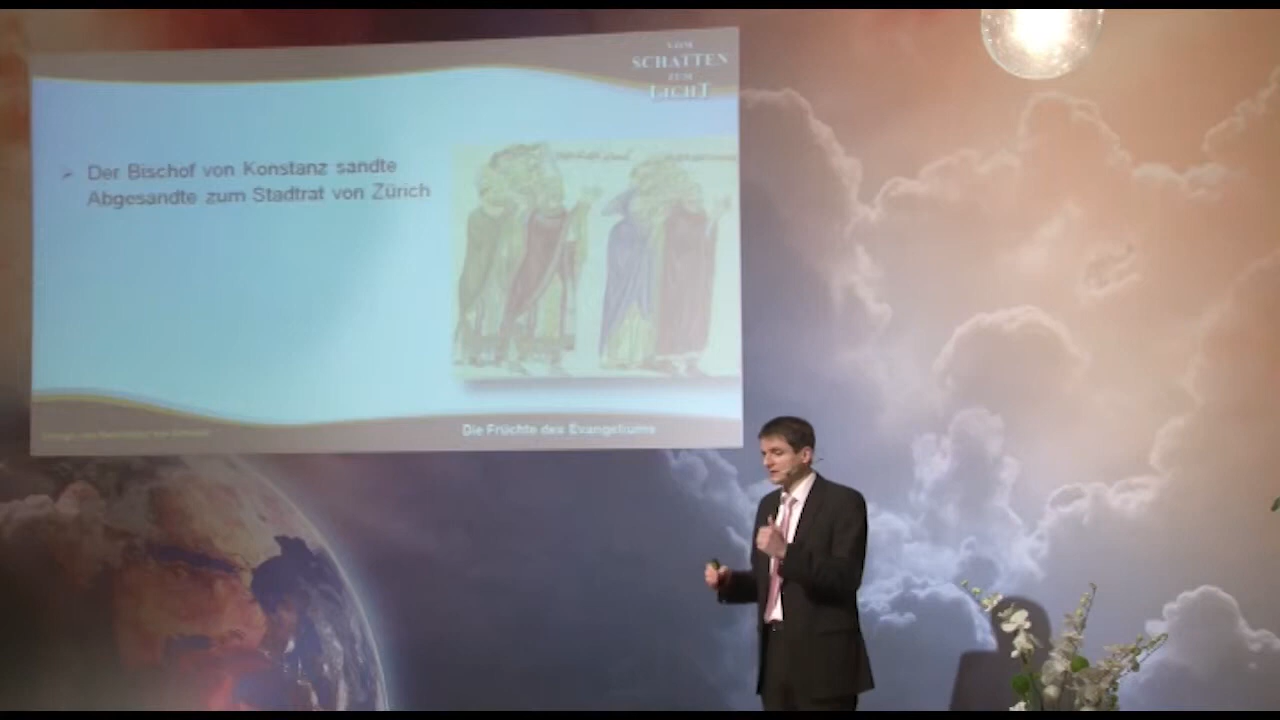 VOM
SCHATTEN
ZUM
LICHT
Der Bischof von Konstanz sandte
Abgesandte zum Stadtrat von Zürich
Die Früchte des Evangeliums